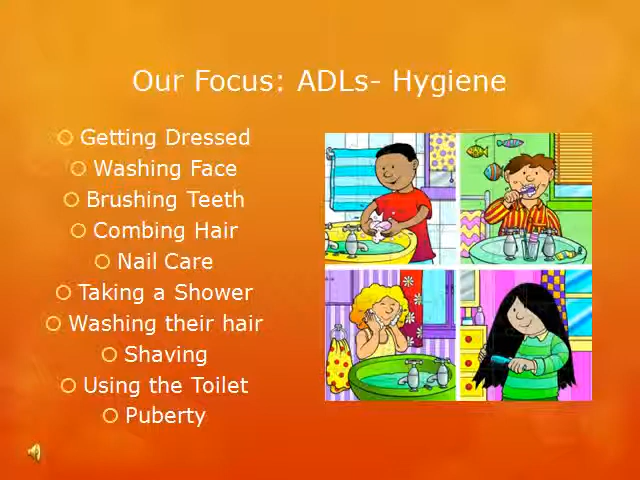 Our Focus: ADLs- Hygiene
Getting Dressed
Washing Face
Brushing Teeth
Combing Hair
Nail Care
Taking a Shower
Washing their hair
Shaving
Using the Toilet
Puberty